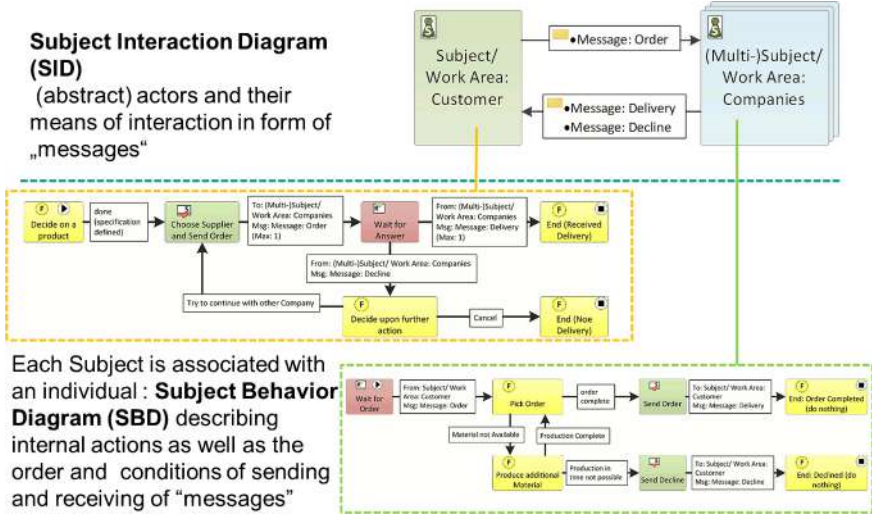 Subject Interaction Diagram
(SID)
(abstract) actors and their
means of interaction in form of
„messages“
Subject/
Work Area:
Customer
•Message: Order
•Message: Delivery
•Message: Decline
(Multi-)Subject/
Work Area:
Companies
Decide on a
product
done
(specification
defined)
Choose Supplier
and Send Order
To: (Multi-)Subject/
Work Area: Companies
Msg: Message: Order
(Max: 1)
Wait for
Answer
From: (Multi-)Subject/
Work Area: Companies
Msg: Message: Delivery
(Max: 1)
End (Received
Delivery)
From: (Multi-)Subject/ Work Area: Companies
Msg: Message: Decline
Try to continue with other Company
Decide upon further
action
Cancel
End (Noe
Delivery)
Each Subject is associated with
an individual : Subject Behavior
Diagram (SBD) describing
internal actions as well as the
order and conditions of sending
and receiving of “messages”
Wait for
Order
From: Subject/ Work
Area: Customer
Msg: Message: Order
Pick Order
order
complete
Send Order
To: Subject/ Work Area:
Customer
Msg: Message: Delivery
End: Order Completed
(do nothing)
Material not Available
Production Complete
Produce additional
Material
Production in
time not possible
Send Decline
To: Subject/ Work Area:
Customer
Msg: Message: Decline
End: Declined (do
nothing)
F
F
F
F
F
F
F
F
F
S
S